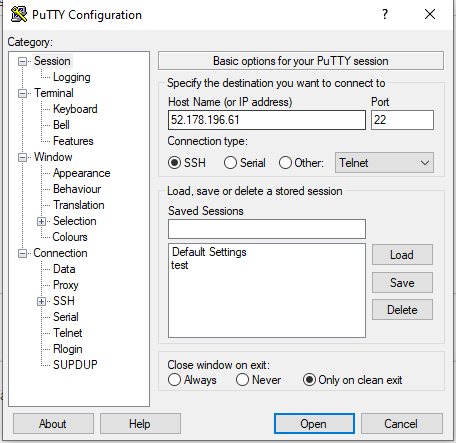 PuTTY Configuration
Category:
Session
Logging
Terminal
Keyboard
Bell
Features
Window
Appearance
Behaviour
Translation
Selection
Colours
Connection
Data
Proxy
SSH
Serial
Telnet
Rlogin
SUPDUP
Basic options for your PuTTY session
Specify the destination you want to connect to
Host Name (or IP address) Port
52.178.196.61 22
Connection type:
SSH Serial Other: Telnet
Load, save or delete a stored session
Saved Sessions
Default Settings
test
Load
Save
Delete
Close window on exit:
Always Never Only on clean exit
About Help Open Cancel